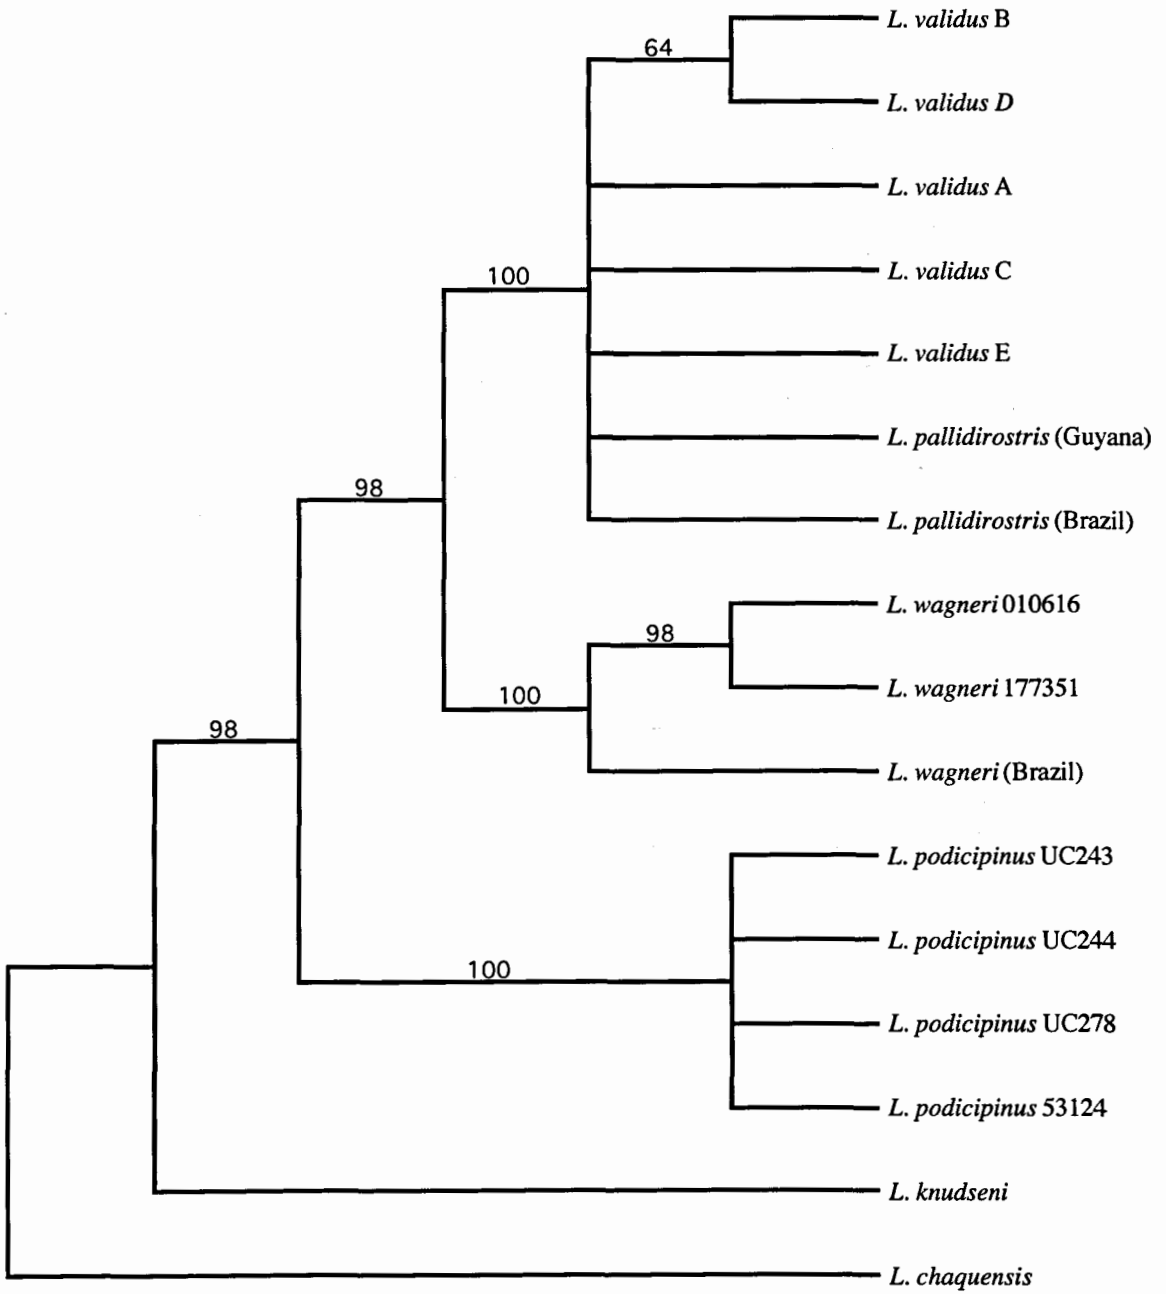 L. validus B
64
L. validus D
L. validus A
100
L. validus C
L. validus E
L. pallidirostris (Guyana)
98
L. pallidirostris (Brazil)
L. wagneri 010616
98
L. wagneri 177351
100
98
L. wagneri (Brazil)
L. podicipinus UC243
L. podicipinus UC244
100
L. podicipinus UC278
L. podicipinus 53124
L. knudseni
L. chaquensis